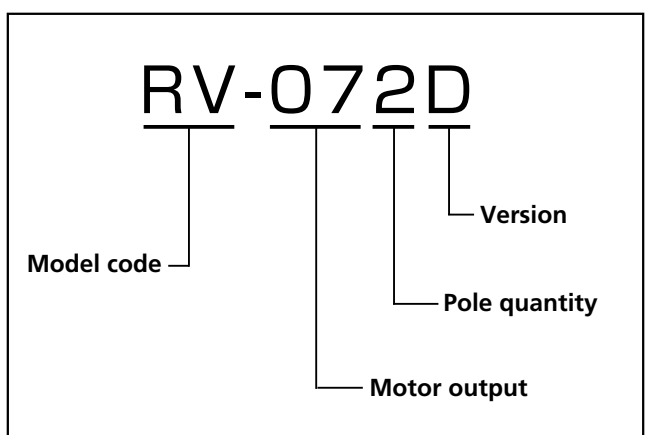 RV-072D
Version
Model code
Pole quantity
Motor output